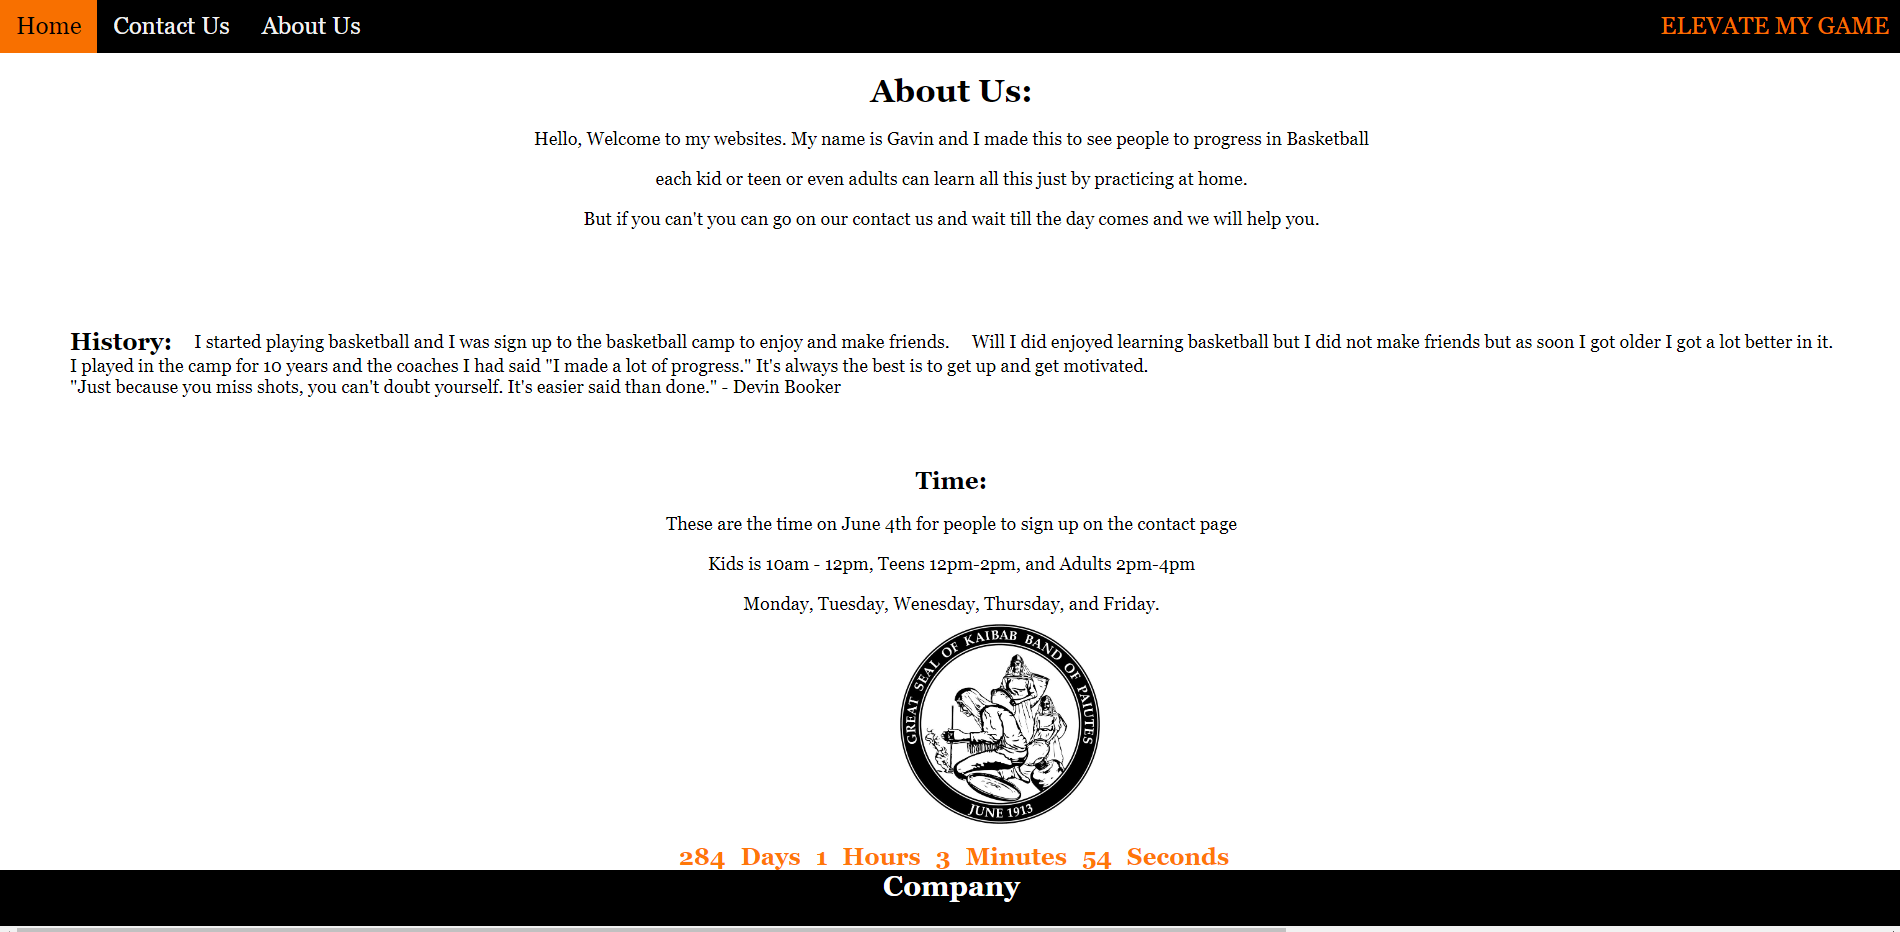 Home Contact Us About Us ELEVATE MY GAME
About Us:
Hello, Welcome to my websites. My name is Gavin and I made this to see people to progress in Basketball
each kid or teen or even adults can learn all this just by practicing at home.
But if you can't you can go on our contact us and wait till the day comes and we will help you.
History: I started playing basketball and I was sign up to the basketball camp to enjoy and make friends. Will I did enjoyed learning basketball but I did not make friends but as soon I got older I got a lot better in it.
I played in the camp for 10 years and the coaches I had said "I made a lot of progress." It's always the best is to get up and get motivated.
"Just because you miss shots, you can't doubt yourself. It's easier said than done." - Devin Booker
Time:
These are the time on June 4th for people to sign up on the contact page
Kids is 10am - 12pm, Teens 12pm-2pm, and Adults 2pm-4pm
Monday, Tuesday, Wenesday, Thursday, and Friday.
GREAT SEAL OF KAIBAB BAND OF PAIUTES
JUNE 1913
284 Days 1 Hours 3 Minutes 54 Seconds
Company